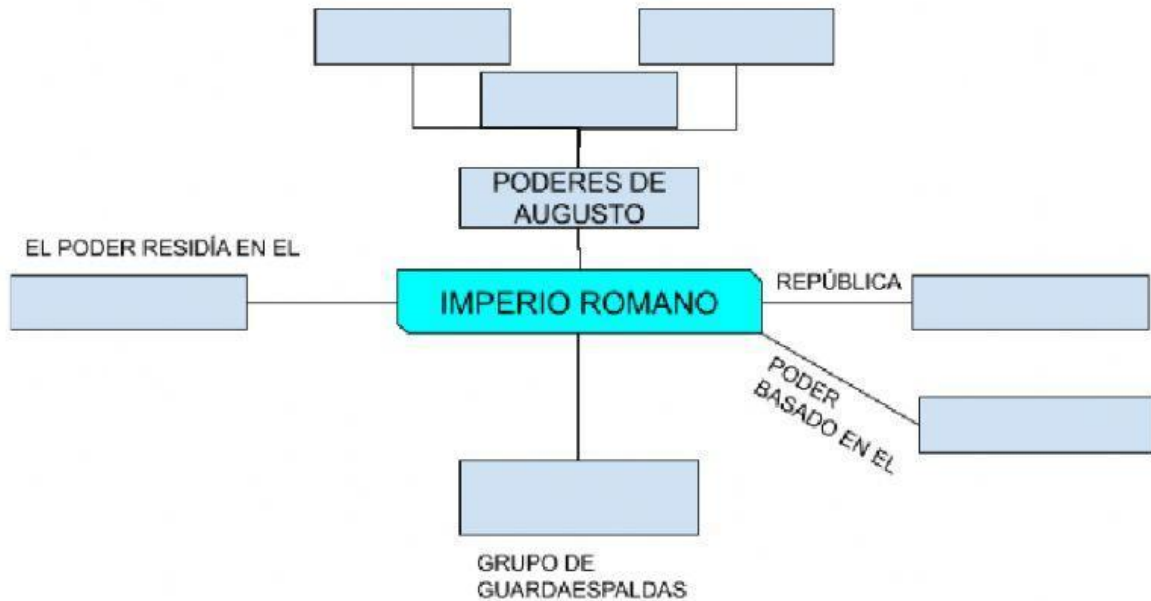 PODERES DE
AUGUSTO
EL PODER RESIDÍA EN EL
IMPERIO ROMANO
REPÚBLICA
PODER
BASADO EN EL
GRUPO DE
GUARDAESPALDAS